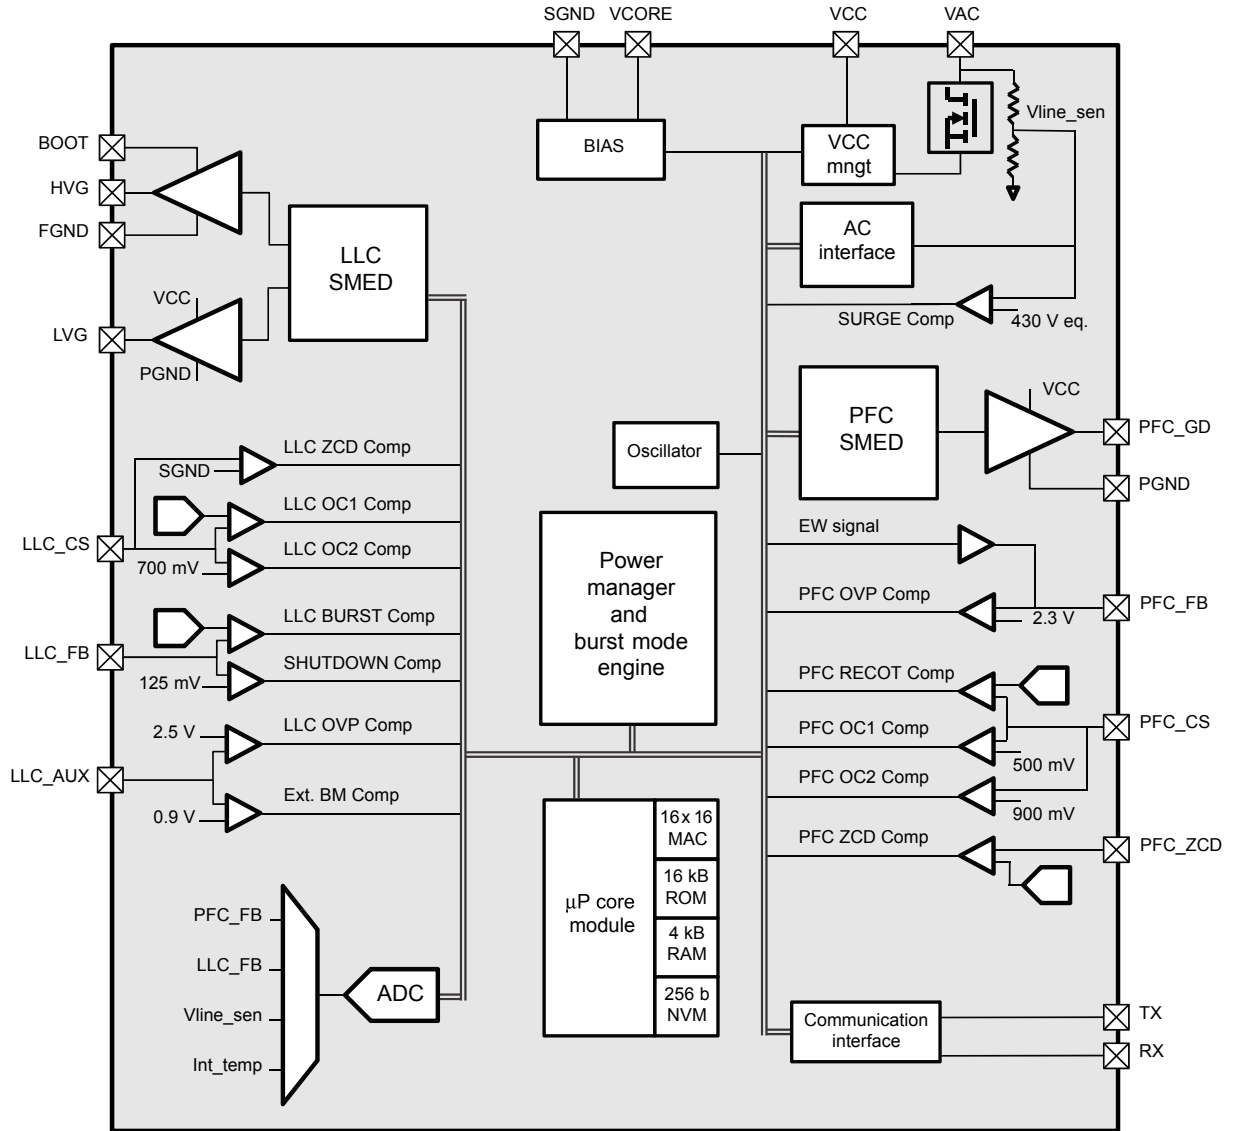 SGND VCORE VCC VAC
BOOT
HVG
FGND
LLC
SMED
VCC
LVG
PGND
BIAS
VCC
mngt
Vline_sen
AC
interface
SURGE Comp
430 V eq.
PFC
SMED
VCC
PFC_GD
PGND
Oscillator
LLC ZCD Comp
SGND
LLC OC1 Comp
LLC_CS
LLC OC2 Comp
700 mV
LLC BURST Comp
LLC_FB
SHUTDOWN Comp
125 mV
LLC OVP Comp
2.5 V
LLC_AUX
Ext. BM Comp
0.9 V
Power
manager
and
burst mode
engine
EW signal
PFC OVP Comp
PFC_FB
2.3 V
PFC RECOT Comp
PFC_CS
PFC OC1 Comp
500 mV
PFC OC2 Comp
900 mV
PFC ZCD Comp
PFC_ZCD
µP core
module
16 x 16
MAC
16 kB
ROM
4 kB
RAM
256 b
NVM
PFC_FB
LLC_FB
Vline_sen
Int_temp
ADC
Communication
interface
TX
RX